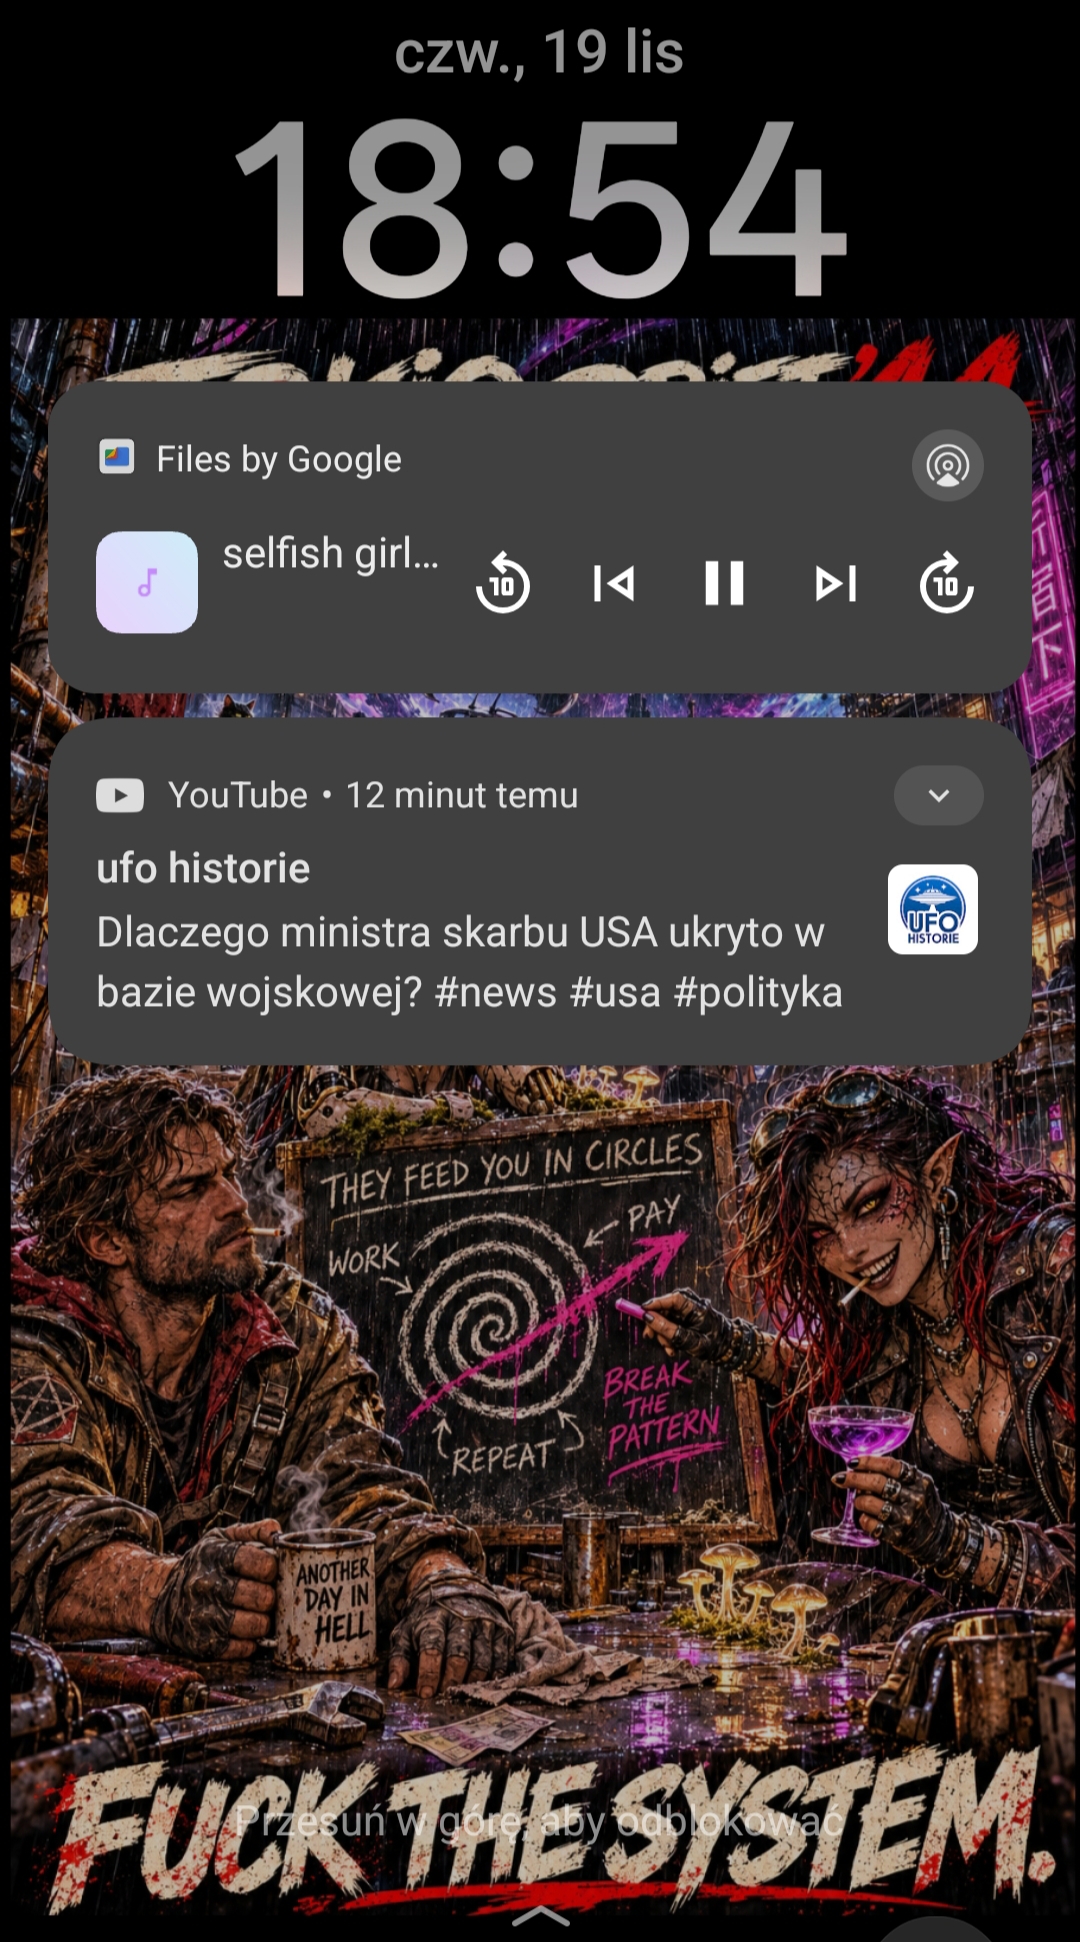 czw., 19 lis
18:54
Files by Google
selfish girl...
10
10
YouTube • 12 minut temu
ufo historie
Dlaczego ministra skarbu USA ukryto w
bazie wojskowej? #news #usa #polityka
UFO
HISTORIE
THEY FEED YOU IN CIRCLES
PAY
WORK
BREAK
THE
PATTERN
REPEAT
ANOTHER
DAY IN
HELL
FUCK THE SYSTEM.
Przesuń w górę, aby odblokować